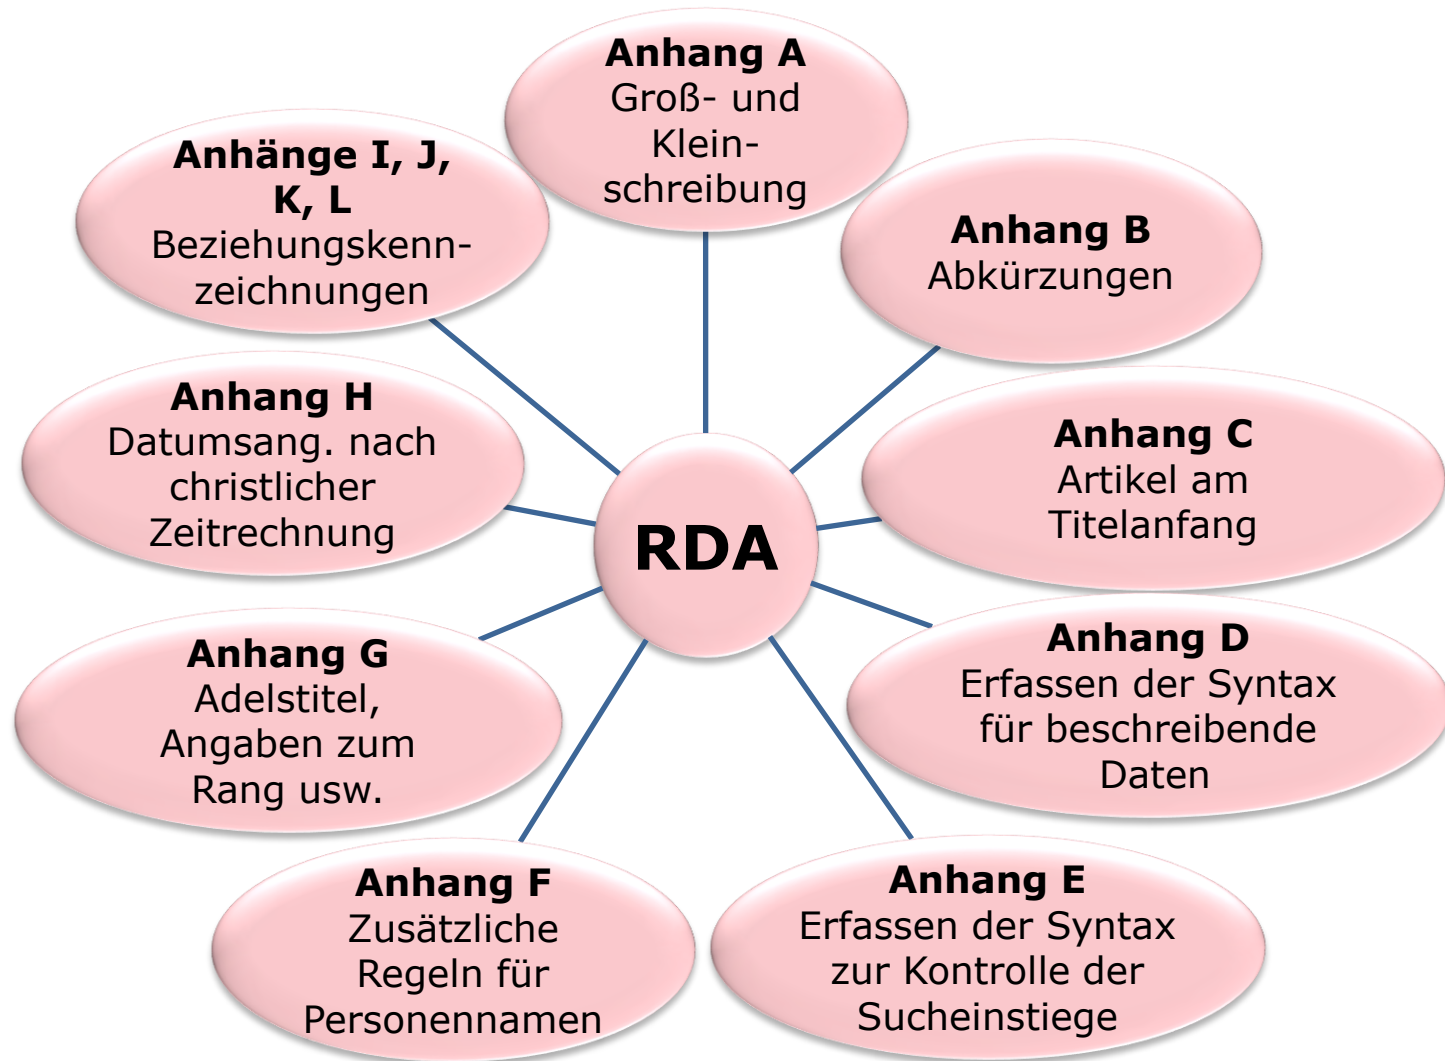 Anhang A
Groß- und
Klein-
schreibung
Anhang B
Abkürzungen
Anhang C
Artikel am
Titelanfang
Anhang D
Erfassen der Syntax
für beschreibende
Daten
Anhang E
Erfassen der Syntax
zur Kontrolle der
Sucheinstiege
Anhang F
Zusätzliche
Regeln für
Personennamen
Anhang G
Adelstitel,
Angaben zum
Rang usw.
Anhang H
Datumsang. nach
christlicher
Zeitrechnung
Anhänge I, J,
K, L
Beziehungskenn-
zeichnungen
RDA